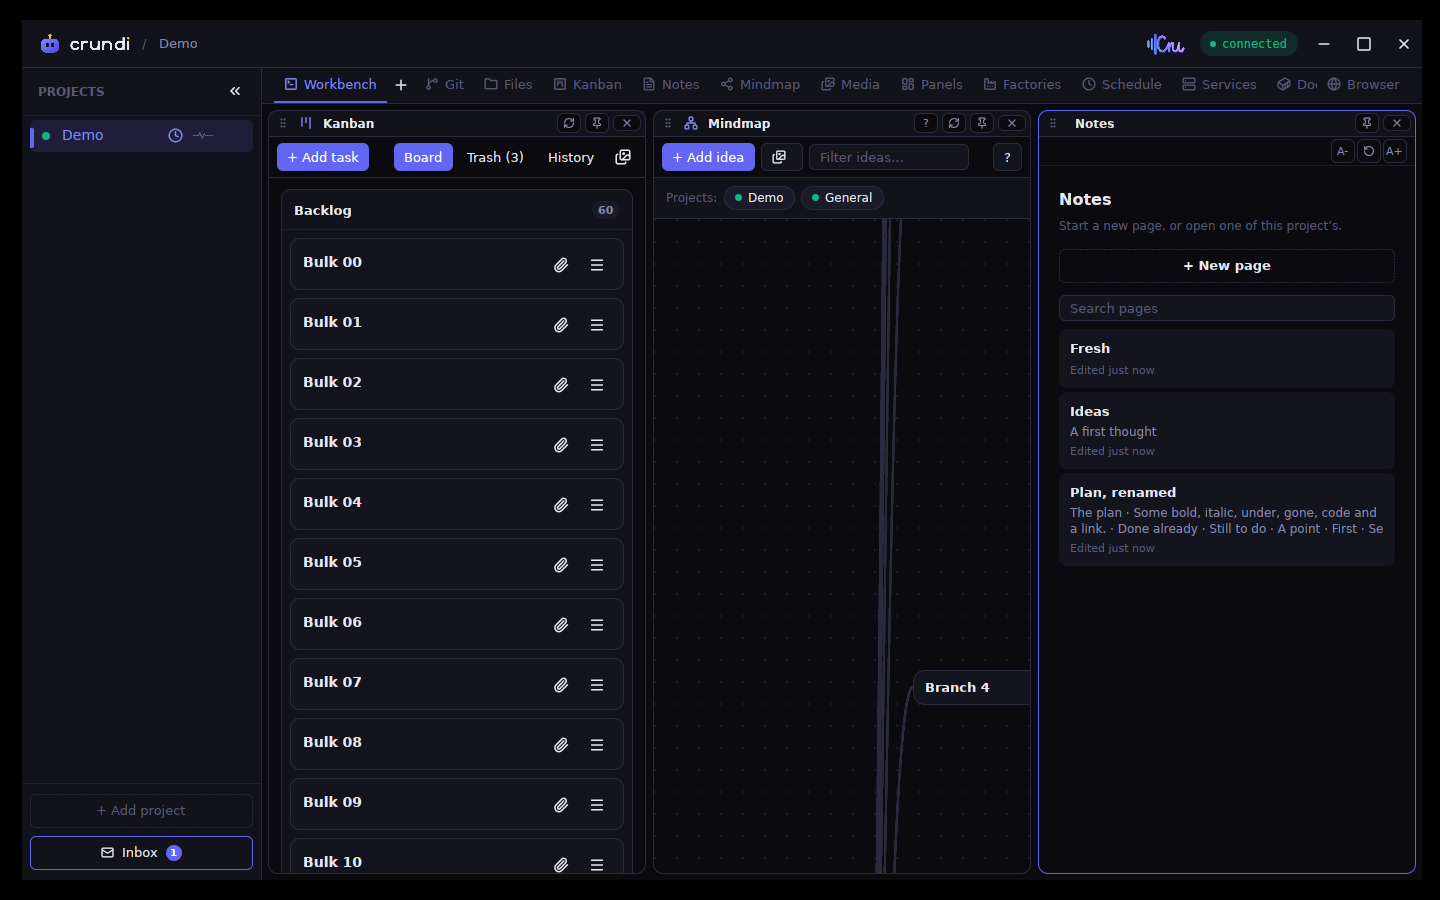 crundi / Demo
Cru
connected
PROJECTS
Demo
+ Add project
Inbox 1
Workbench + Git Files Kanban Notes Mindmap Media Panels Factories Schedule Services Doc Browser
Kanban
+ Add task Board Trash (3) History
Backlog 60
Bulk 00
Bulk 01
Bulk 02
Bulk 03
Bulk 04
Bulk 05
Bulk 06
Bulk 07
Bulk 08
Bulk 09
Bulk 10
Mindmap ?
+ Add idea Filter ideas... ?
Projects: Demo General
Branch 4
Notes
A- A+
Notes
Start a new page, or open one of this project's.
+ New page
Search pages
Fresh
Edited just now
Ideas
A first thought
Edited just now
Plan, renamed
The plan · Some bold, italic, under, gone, code and
a link. · Done already · Still to do · A point · First · Se
Edited just now